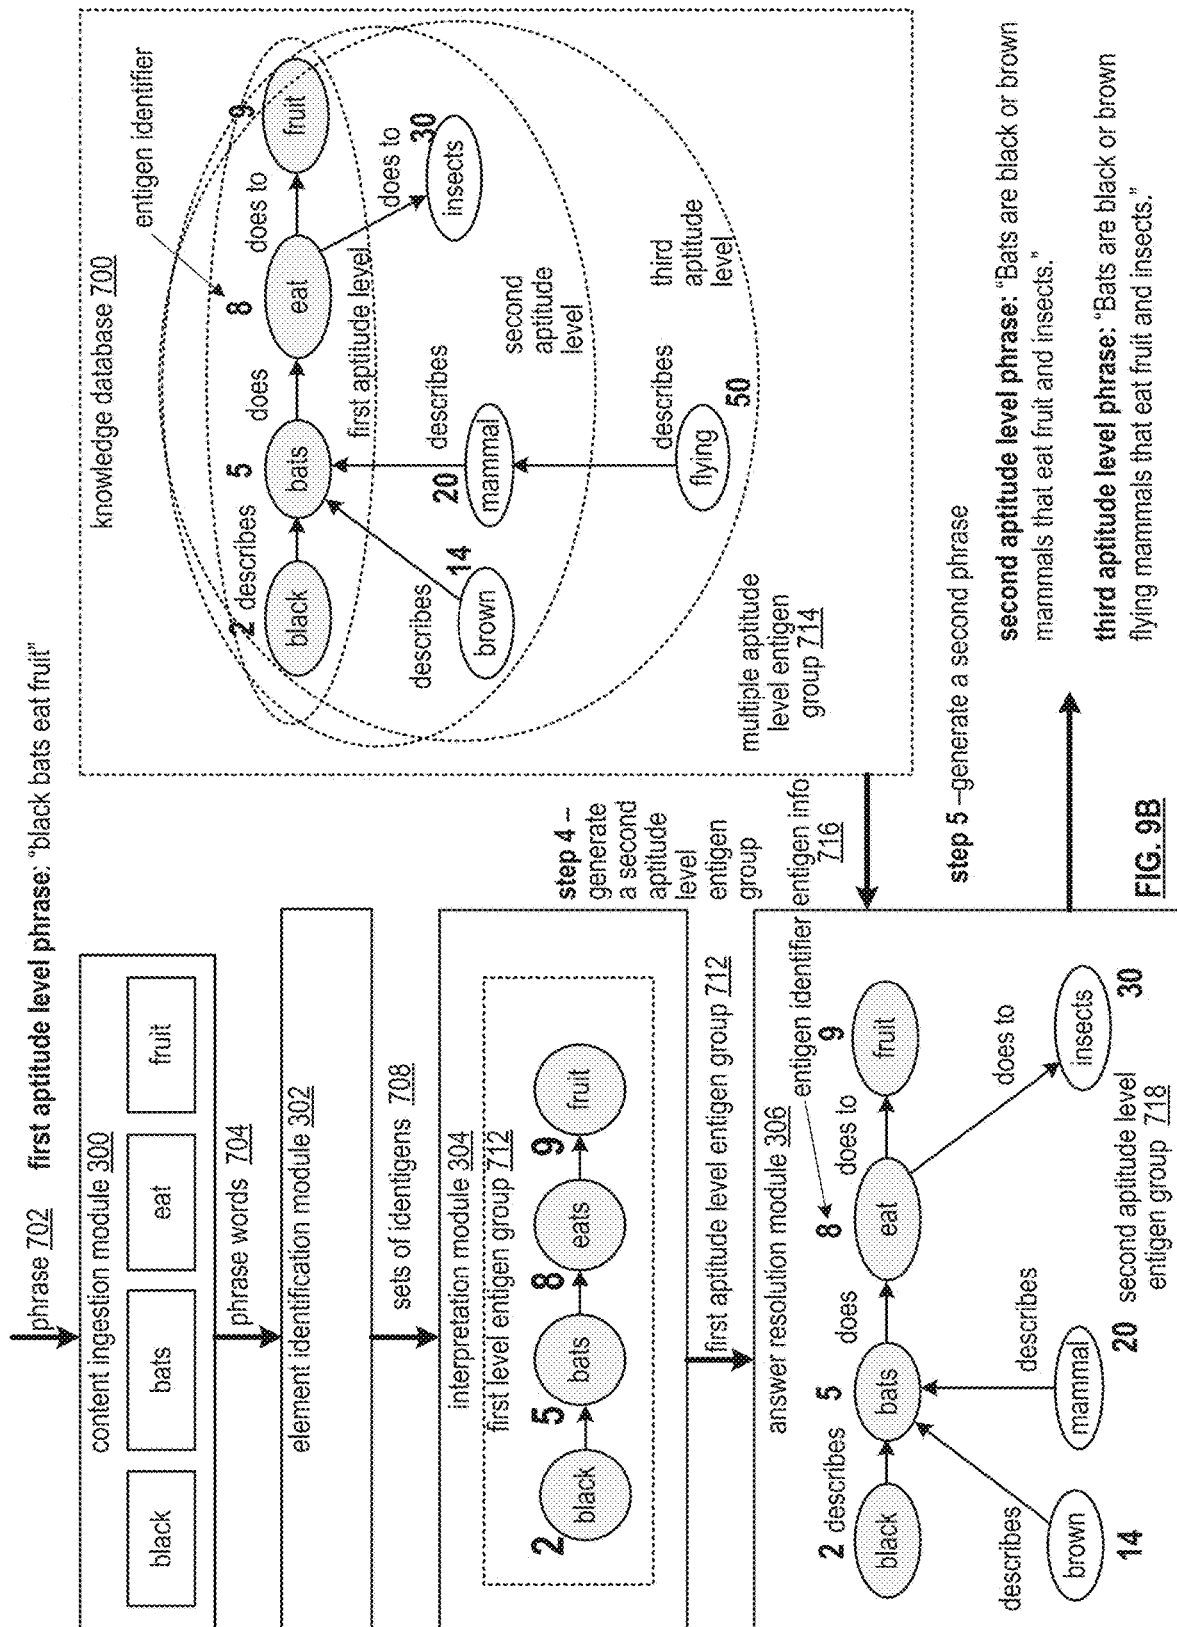 phrase 702
first aptitude level phrase: “black bats eat fruit”
content ingestion module 300
black
bats
eat
fruit
phrase words 704
element identification module 302
sets of identigens 708
interpretation module 304
first level entigen group 712
2
black
5
bats
8
eats
9
fruit
first aptitude level entigen group 712
step 4 –
generate
a second
aptitude
level
entigen
group
answer resolution module 306
entigen identifier
entigen info
716
2 describes
black
5
bats
does
8
eat
does to
9
fruit
describes
brown
14
describes
mammal
20
does to
insects
30
second aptitude level
entigen group 718
knowledge database 700
entigen identifier
2 describes
black
5
bats
does
8
eat
does to
9
fruit
first aptitude level
does to
30
insects
describes
14
brown
describes
20
mammal
second
aptitude
level
describes
flying
50
third
aptitude
level
multiple aptitude
level entigen
group 714
step 5 –generate a second phrase
second aptitude level phrase: “Bats are black or brown
mammals that eat fruit and insects.”
third aptitude level phrase: “Bats are black or brown
flying mammals that eat fruit and insects.”
FIG. 9B